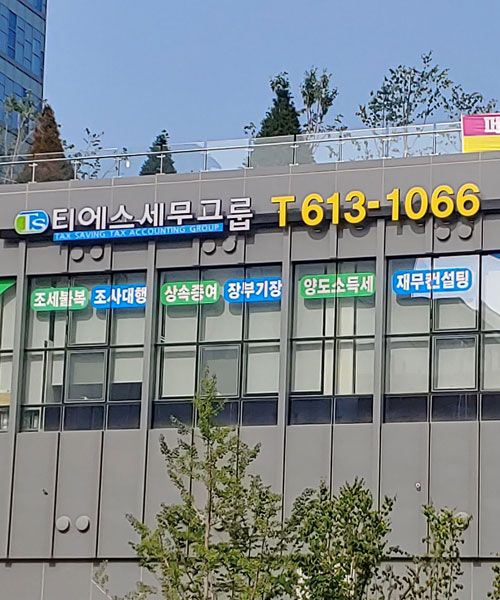 TS 티에스세무그룹 T 613-1066
TAX SAVING TAX ACCOUNTING GROUP
조세불복 조사대행 상속증여 장부기장 양도소득세 재무컨설팅